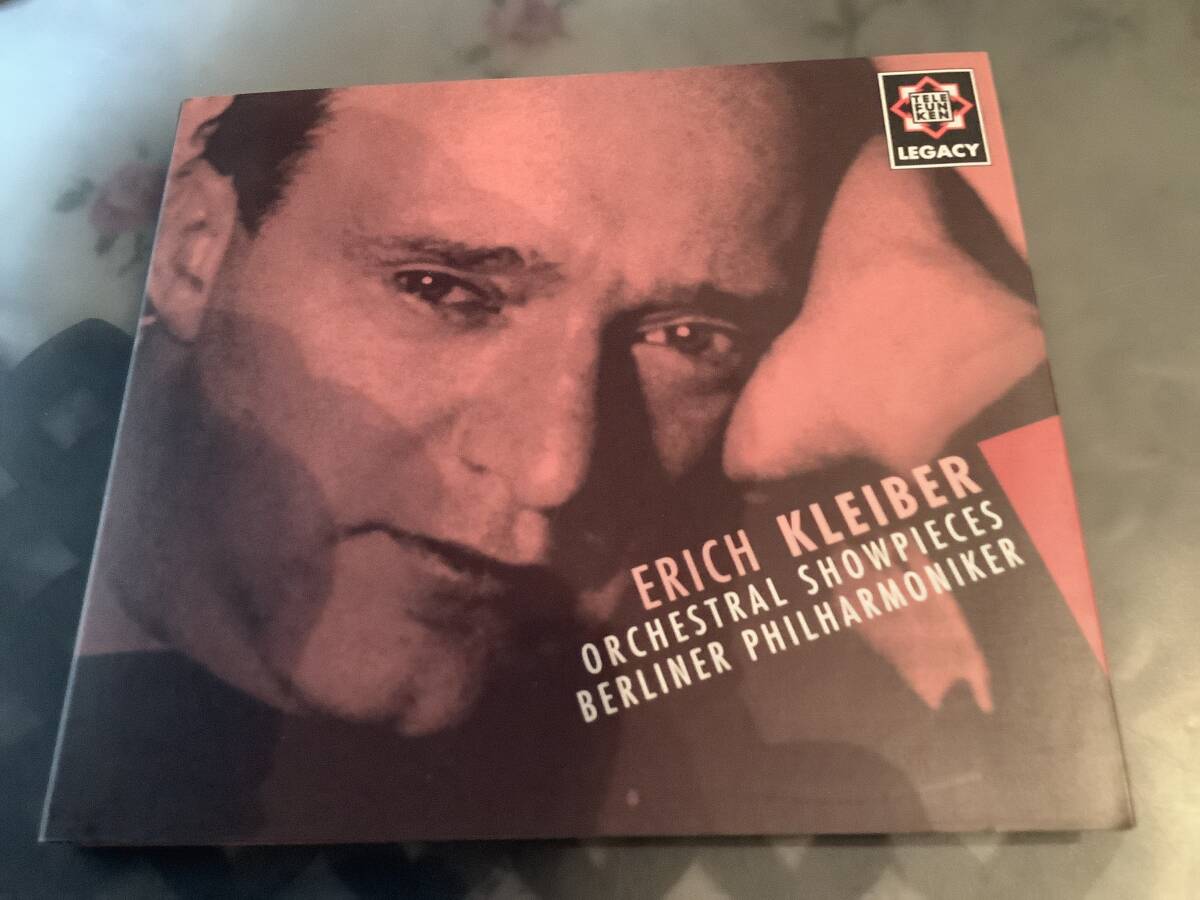 TELE
FUN
KEN
LEGACY
ERICH KLEIBER
ORCHESTRAL SHOWPIECES
BERLINER PHILHARMONIKER